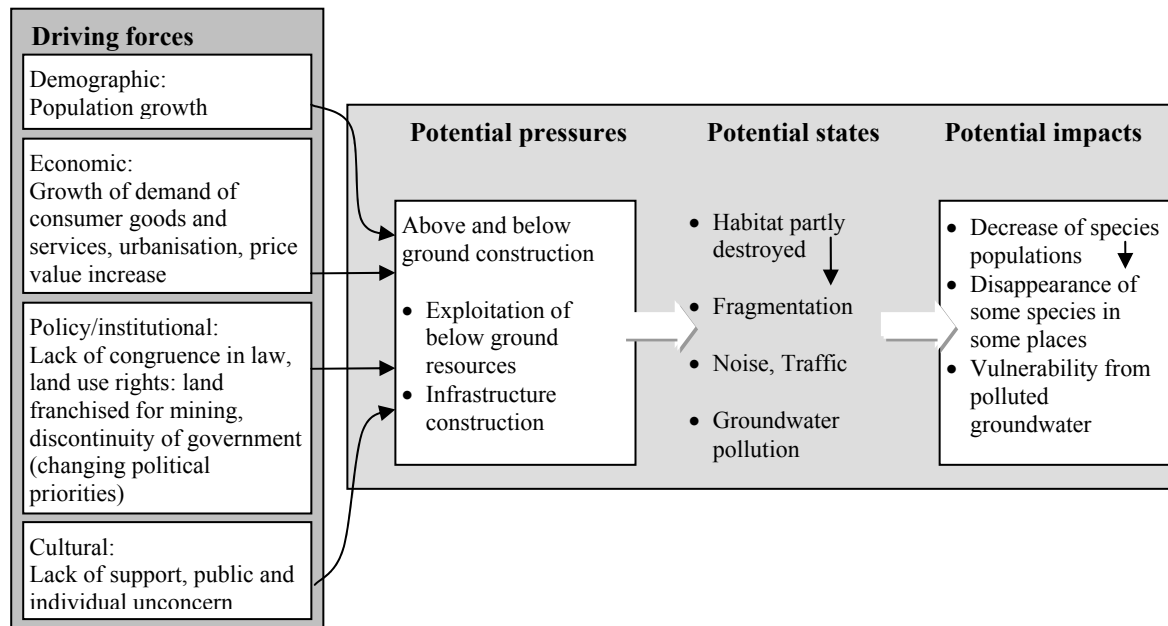 Driving forces
Demographic:
Population growth
Economic:
Growth of demand of
consumer goods and
services, urbanisation, price
value increase
Policy/institutional:
Lack of congruence in law,
land use rights: land
franchised for mining,
discontinuity of government
(changing political
priorities)
Cultural:
Lack of support, public and
individual unconcern
Potential pressures
Above and below
ground construction
• Exploitation of
below ground
resources
• Infrastructure
construction
Potential states
• Habitat partly
destroyed
• Fragmentation
• Noise, Traffic
• Groundwater
pollution
Potential impacts
• Decrease of species
populations
• Disappearance of
some species in
some places
• Vulnerability from
polluted
groundwater